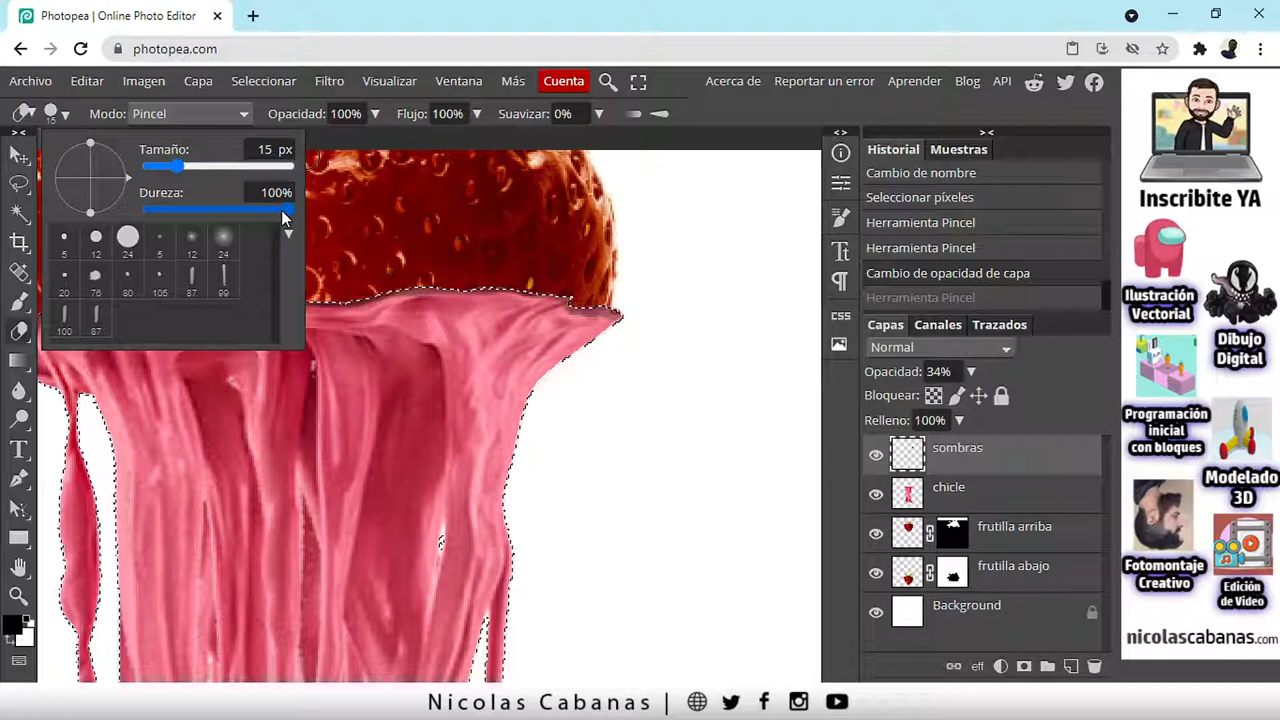 Photopea | Online Photo Editor
photopea.com
Archivo Editar Imagen Capa Seleccionar Filtro Visualizar Ventana Más Cuenta Acerca de Reportar un error Aprender Blog API
15 Modo: Pincel Opacidad: 100% Flujo: 100% Suavizar: 0%
Tamaño: 15 px
Dureza: 100%
5 12 24 5 12 24
20 76 80 105 87 99
100 87
Historial Muestras
Cambio de nombre
Seleccionar píxeles
Herramienta Pincel
Herramienta Pincel
Cambio de opacidad de capa
Herramienta Pincel
CSS
Capas Canales Trazados
Normal
Opacidad: 34%
Bloquear:
Relleno: 100%
sombras
chicle
frutilla arriba
frutilla abajo
Background
eff
Inscribite YA
Ilustración
Vectorial
Dibujo
Digital
Programación
inicial
con bloques
Modelado
3D
Fotomontaje
Creativo
Edición
de Video
nicolascabanas.com
Nicolas Cabanas |